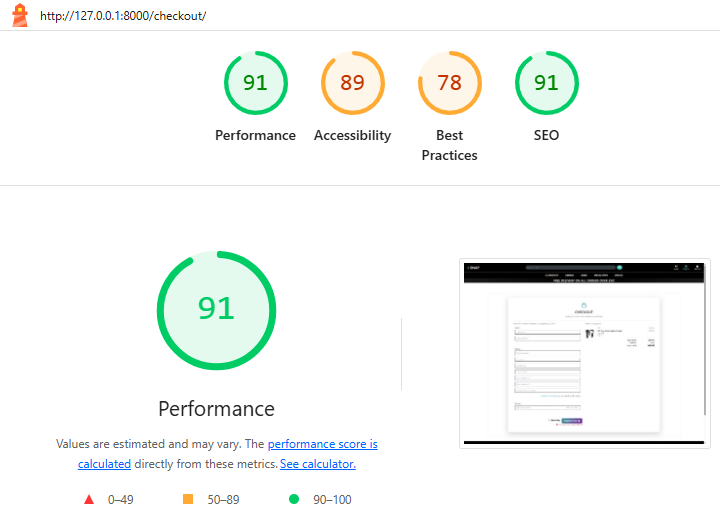 http://127.0.0.1:8000/checkout/
91
89
78
91
Performance
Accessibility
Best
Practices
SEO
91
CHECKOUT
Performance
Values are estimated and may vary. The performance score is
calculated directly from these metrics. See calculator.
0–49
50–89
90–100